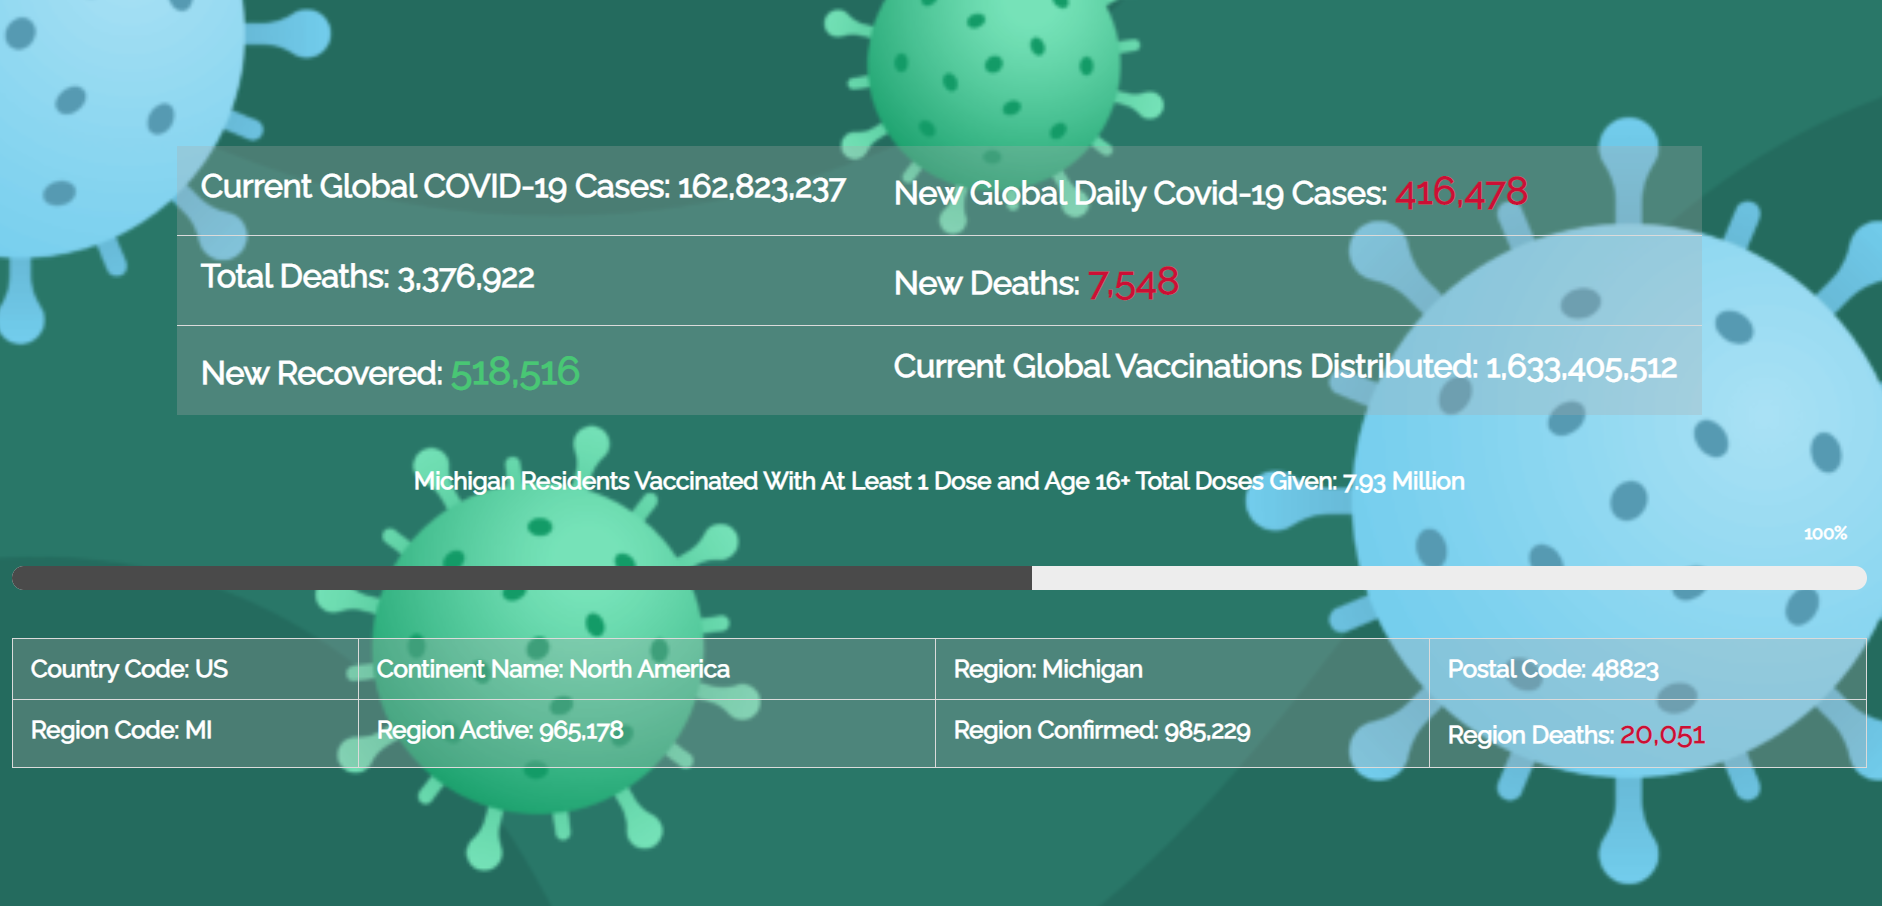 Current Global COVID-19 Cases: 162,823,237
New Global Daily Covid-19 Cases: 416,478
Total Deaths: 3,376,922
New Deaths: 7,548
New Recovered: 518,516
Current Global Vaccinations Distributed: 1,633,405,512
Michigan Residents Vaccinated With At Least 1 Dose and Age 16+ Total Doses Given: 7.93 Million
100%
Country Code: US
Continent Name: North America
Region: Michigan
Postal Code: 48823
Region Code: MI
Region Active: 965,178
Region Confirmed: 985,229
Region Deaths: 20,051